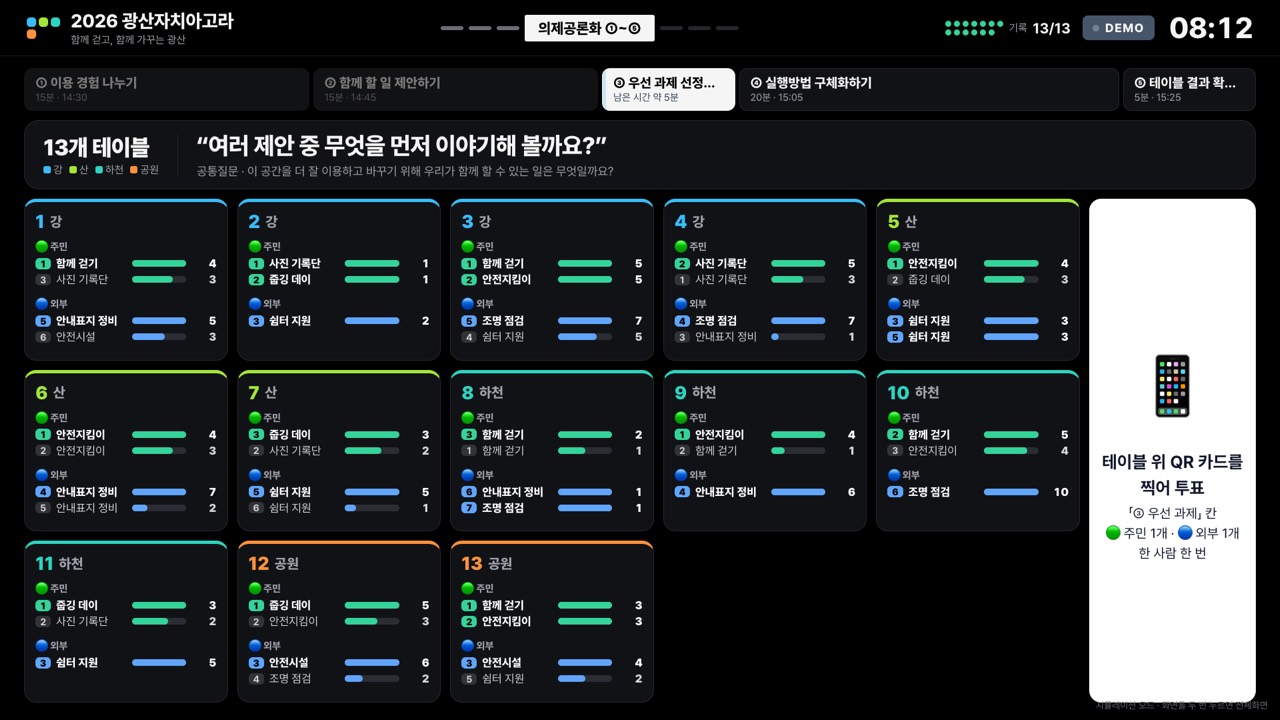 2026 광산자치아고라
함께 걷고, 함께 가꾸는 광산
의제공론화 ①~⑤
기록 13/13
DEMO
08:12
① 이용 경험 나누기
15분 · 14:30
② 함께 할 일 제안하기
15분 · 14:45
③ 우선 과제 선정...
남은 시간 약 5분
④ 실행방법 구체화하기
20분 · 15:05
⑤ 테이블 결과 확...
5분 · 15:25
13개 테이블
강 산 하천 공원
“여러 제안 중 무엇을 먼저 이야기해 볼까요?”
공통질문 · 이 공간을 더 잘 이용하고 바꾸기 위해 우리가 함께 할 수 있는 일은 무엇일까요?
1 강
주민
1 함께 걷기 4
3 사진 기록단 3
외부
5 안내표지 정비 5
6 안전시설 3
2 강
주민
1 사진 기록단 1
2 줍깅 데이 1
외부
3 쉼터 지원 2
3 강
주민
1 함께 걷기 5
2 안전지킴이 5
외부
5 조명 점검 7
4 쉼터 지원 5
4 강
주민
2 사진 기록단 5
1 사진 기록단 3
외부
4 조명 점검 7
3 안내표지 정비 1
5 산
주민
1 안전지킴이 4
2 줍깅 데이 3
외부
3 쉼터 지원 3
5 쉼터 지원 3
6 산
주민
1 안전지킴이 4
2 안전지킴이 3
외부
4 안내표지 정비 7
5 안내표지 정비 2
7 산
주민
3 줍깅 데이 3
2 사진 기록단 2
외부
5 쉼터 지원 5
6 쉼터 지원 1
8 하천
주민
3 함께 걷기 2
1 함께 걷기 1
외부
6 안내표지 정비 1
7 조명 점검 1
9 하천
주민
1 안전지킴이 4
2 함께 걷기 1
외부
4 안내표지 정비 6
10 하천
주민
2 함께 걷기 5
3 안전지킴이 4
외부
6 조명 점검 10
11 하천
주민
1 줍깅 데이 3
2 사진 기록단 2
외부
3 쉼터 지원 5
12 공원
주민
1 줍깅 데이 5
2 안전지킴이 3
외부
3 안전시설 6
4 조명 점검 2
13 공원
주민
1 함께 걷기 3
2 안전지킴이 3
외부
3 안전시설 4
5 쉼터 지원 2
테이블 위 QR 카드를
찍어 투표
「③ 우선 과제」 칸
주민 1개 · 외부 1개
한 사람 한 번
시뮬레이션 모드 · 화면을 두 번 누르면 전체화면